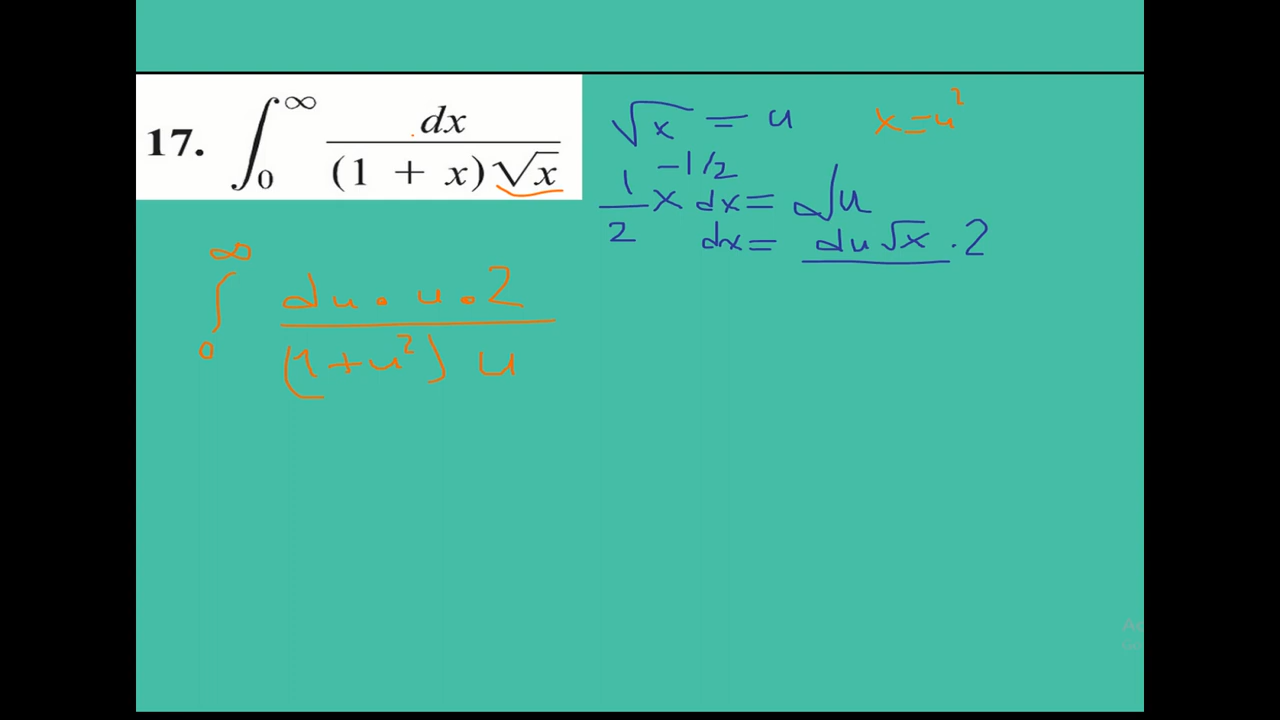 17. ∫₀^∞ dx / ((1 + x)√x)
√x = u
x = u²
1/2 x^(-1/2) dx = du
dx = du √x · 2
∫₀^∞ du · u · 2 / ((1 + u²) u)